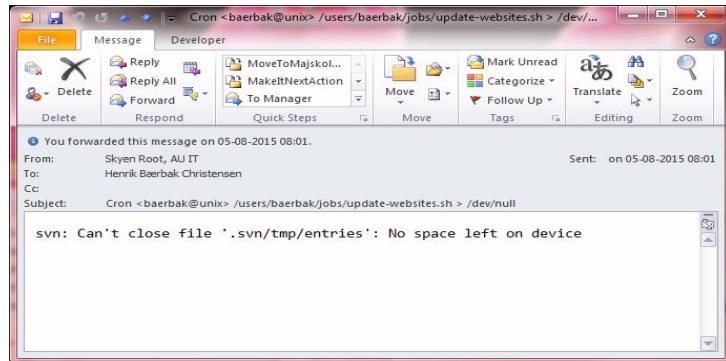 Cron <baerbak@unix> /users/baerbak/jobs/update-websites.sh > /dev/...
File Message Developer
Delete
Reply
Reply All
Forward
MoveToMajskol...
MakeItNextAction
To Manager
Move
Mark Unread
Categorize
Follow Up
Translate
Zoom
Delete Respond Quick Steps Move Tags Editing Zoom
You forwarded this message on 05-08-2015 08:01.
From: Skyen Root, AU IT Sent: on 05-08-2015 08:01
To: Henrik Bærbak Christensen
Cc:
Subject: Cron <baerbak@unix> /users/baerbak/jobs/update-websites.sh > /dev/null
svn: Can't close file '.svn/tmp/entries': No space left on device